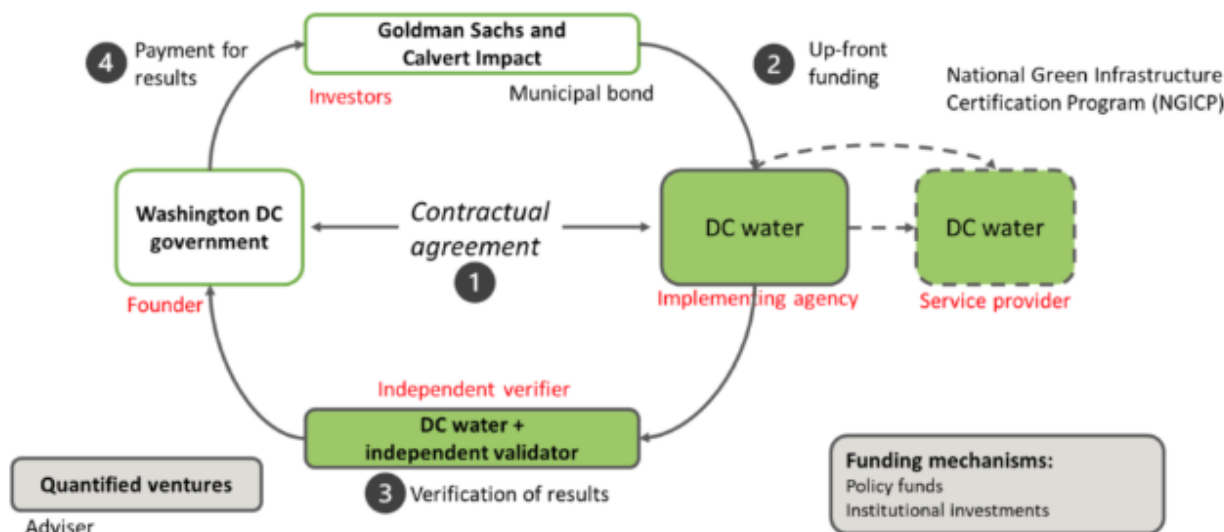 Goldman Sachs and
Calvert Impact
4
Payment for
results
Investors
Municipal bond
2
Up-front
funding
National Green Infrastructure
Certification Program (NGICP)
Washington DC
government
Founder
Contractual
agreement
1
DC water
Implementing agency
DC water
Service provider
Independent verifier
DC water +
independent validator
3
Verification of results
Quantified ventures
Adviser
Funding mechanisms:
Policy funds
Institutional investments